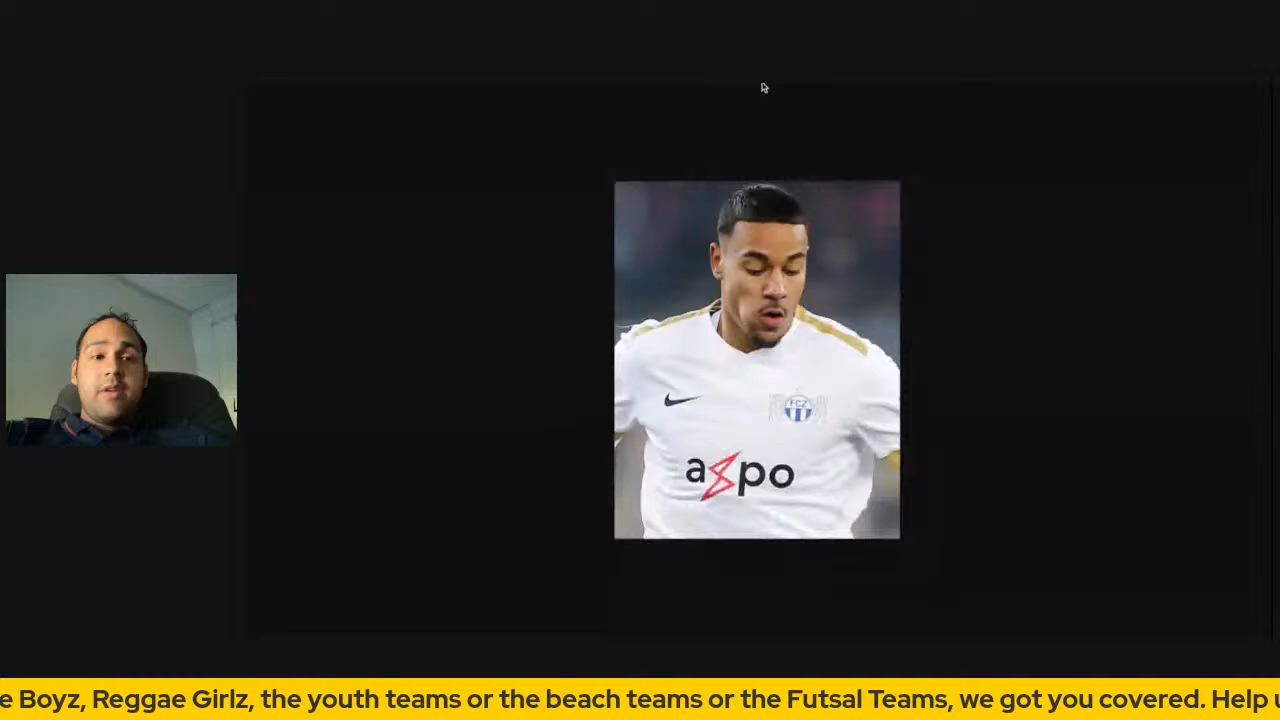 FCZ
axpo
e Boyz, Reggae Girlz, the youth teams or the beach teams or the Futsal Teams, we got you covered. Help u